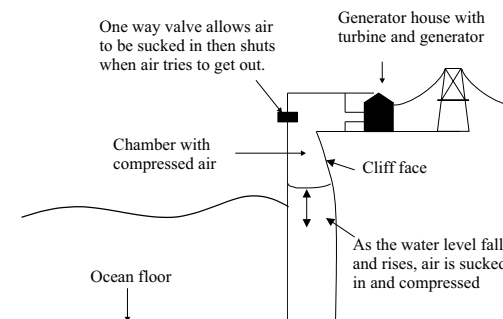 One way valve allows air
to be sucked in then shuts
when air tries to get out.
Generator house with
turbine and generator
Chamber with
compressed air
Cliff face
As the water level fall
and rises, air is sucked
in and compressed
Ocean floor